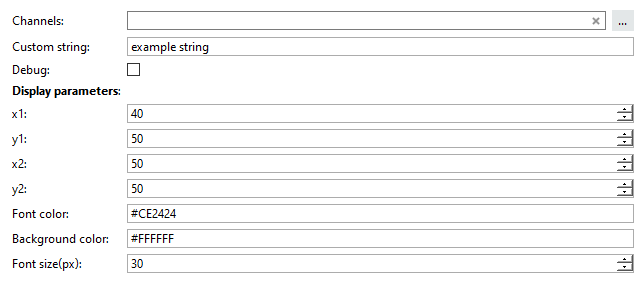 Channels: ...
Custom string: example string
Debug:
Display parameters:
x1: 40
y1: 50
x2: 50
y2: 50
Font color: #CE2424
Background color: #FFFFFF
Font size(px): 30